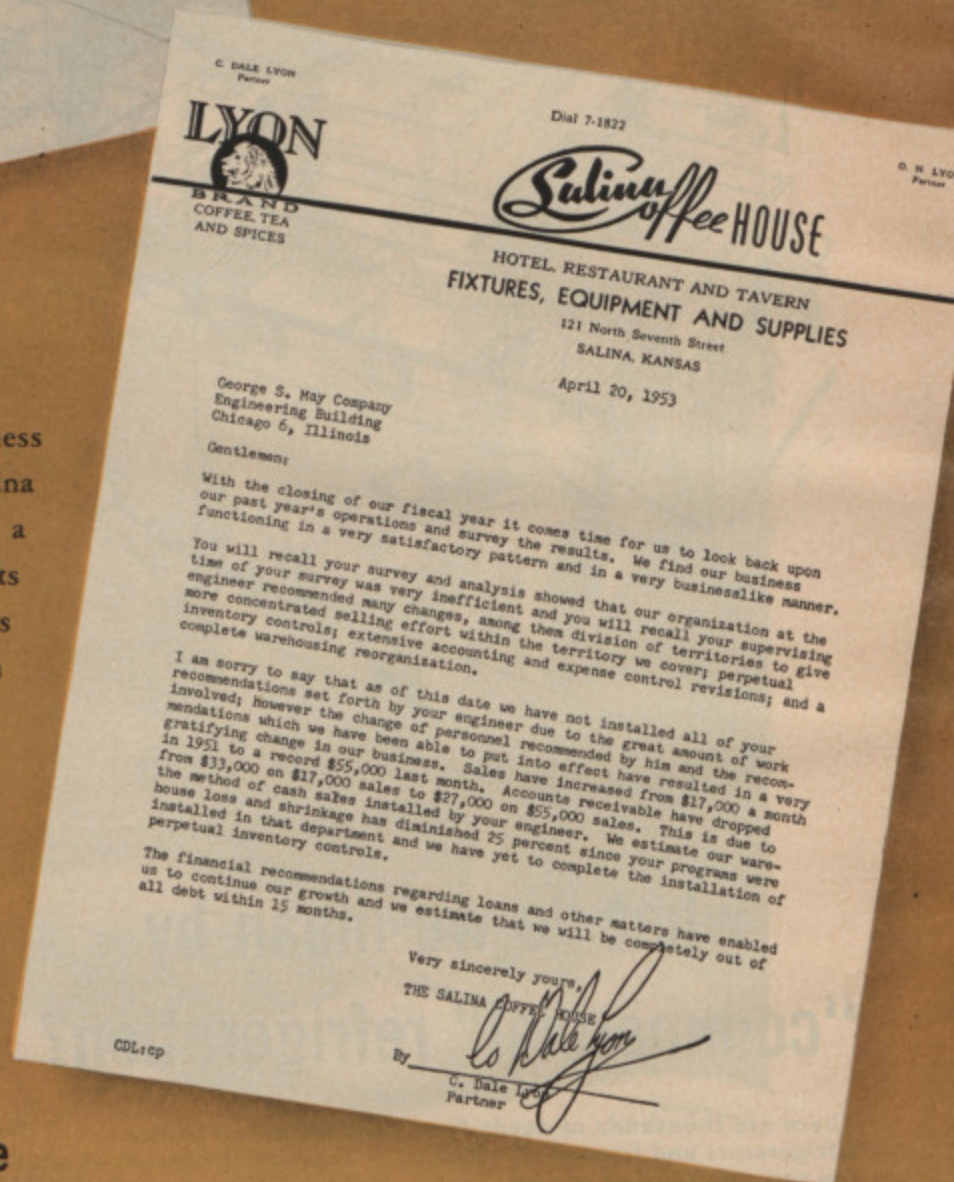 C. DALE LYON
Partner
LYON
BRAND
COFFEE, TEA
AND SPICES
Dial 7-1822
O. N. LYO
Partner
Salina Coffee HOUSE
HOTEL, RESTAURANT AND TAVERN
FIXTURES, EQUIPMENT AND SUPPLIES
121 North Seventh Street
SALINA, KANSAS
April 20, 1953
George S. May Company
Engineering Building
Chicago 6, Illinois
Gentlemen;
With the closing of our fiscal year it comes time for us to look back upon
our past year's operations and survey the results. We find our business
functioning in a very satisfactory pattern and in a very businesslike manner.
You will recall your survey and analysis showed that our organization at the
time of your survey was very inefficient and you will recall your supervising
engineer recommended many changes, among them division of territories to give
more concentrated selling effort within the territory we cover; perpetual
inventory controls; extensive accounting and expense control revisions; and a
complete warehousing reorganization.
I am sorry to say that as of this date we have not installed all of your
recommendations set forth by your engineer due to the great amount of work
involved; However the change of personnel recommended by him and the recom-
mendations which we have been able to put into effect have resulted in a very
gratifying change in our business. Sales have increased from $17,000 a month
in 1951 to a record $55,000 last month. Accounts receivable have dropped
from $33,000 on $17,000 sales to $27,000 on $55,000 sales. This is due to
the method of cash sales installed by your engineer. We estimate our ware-
house loss and shrinkage has diminished 25 percent since your programs were
installed in that department and we have yet to complete the installation of
perpetual inventory controls.
The financial recommendations regarding loans and other matters have enabled
us to continue our growth and we estimate that we will be completely out of
all debt within 15 months.
Very sincerely yours,
THE SALINA COFFEE HOUSE
By
C. Dale Lyon
Partner
CDL:cp
ess
na
a
ts
s
e